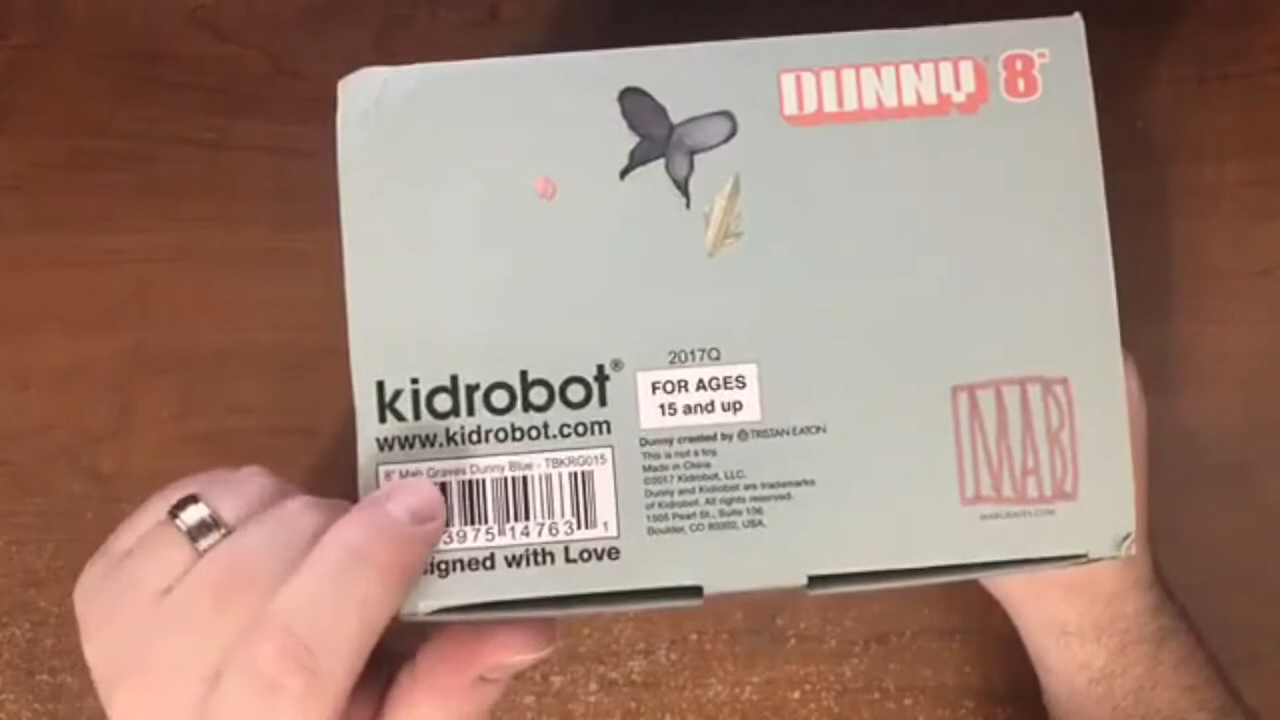 DUNNY 8"
kidrobot®
www.kidrobot.com
2017Q
FOR AGES
15 and up
Dunny created by TRISTAN EATON
This is not a toy.
Made in China
©2017 Kidrobot, LLC.
Dunny and Kidrobot are trademarks
of Kidrobot. All rights reserved.
1505 Pearl St., Suite 106
Boulder, CO 80302, USA.
8" Mab Graves Dunny Blue - TBKRG015
3975 14763 1
signed with Love
MAB
MABGRAVES.COM